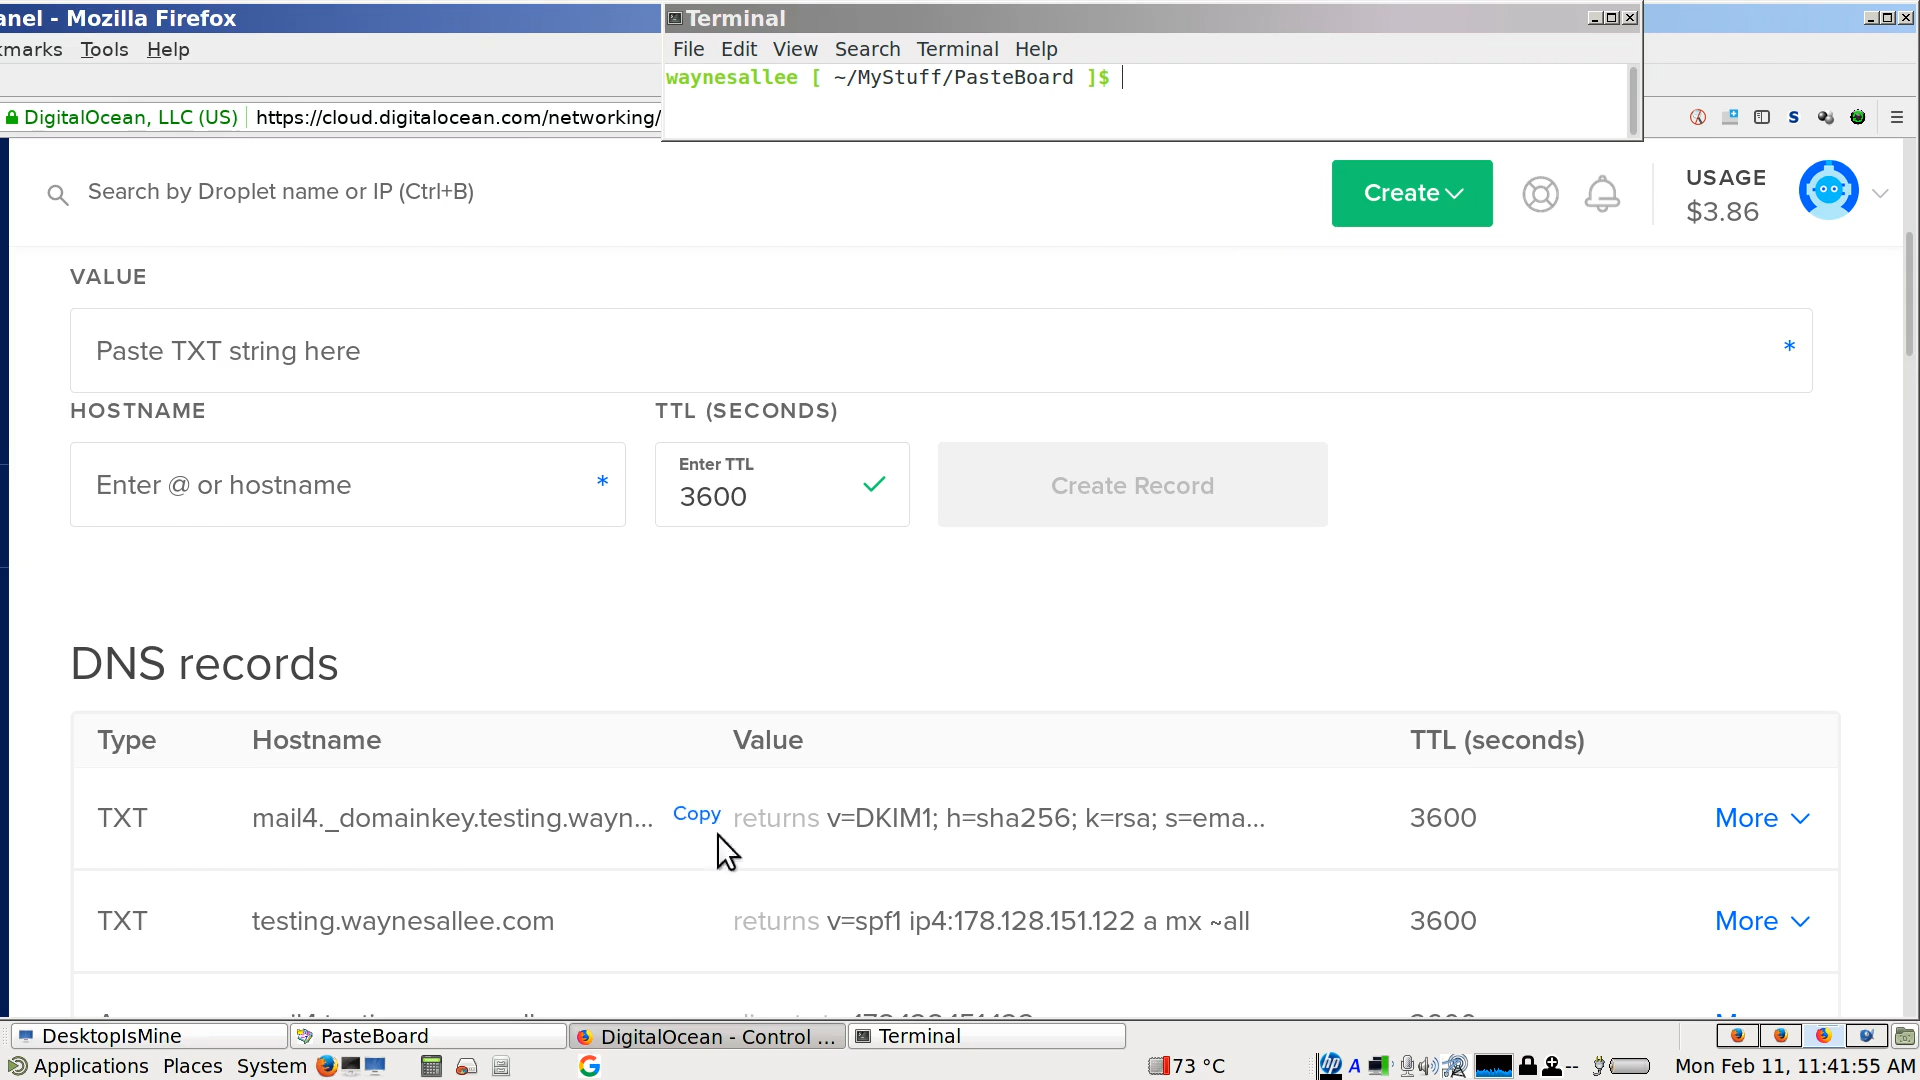 anel - Mozilla Firefox
Terminal
kmarks Tools Help
File Edit View Search Terminal Help
waynesallee [ ~/MyStuff/PasteBoard ]$
DigitalOcean, LLC (US) https://cloud.digitalocean.com/networking/
Search by Droplet name or IP (Ctrl+B)
Create
USAGE
$3.86
VALUE
Paste TXT string here *
HOSTNAME TTL (SECONDS)
Enter @ or hostname *
Enter TTL
3600
Create Record
DNS records
Type Hostname Value TTL (seconds)
TXT mail4._domainkey.testing.wayn... Copy returns v=DKIM1; h=sha256; k=rsa; s=ema... 3600 More
TXT testing.waynesallee.com returns v=spf1 ip4:178.128.151.122 a mx ~all 3600 More
DesktopIsMine PasteBoard DigitalOcean - Control ... Terminal
Applications Places System 73 °C Mon Feb 11, 11:41:55 AM